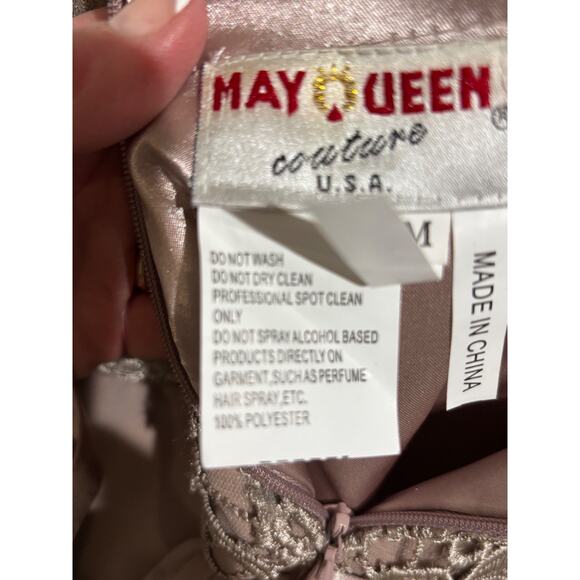 MAY QUEEN ®
couture
U.S.A.
M
DO NOT WASH
DO NOT DRY CLEAN
PROFESSIONAL SPOT CLEAN
ONLY
DO NOT SPRAY ALCOHOL BASED
PRODUCTS DIRECTLY ON
GARMENT,SUCH AS PERFUME
HAIR SPRAY,ETC.
100% POLYESTER
MADE IN CHINA